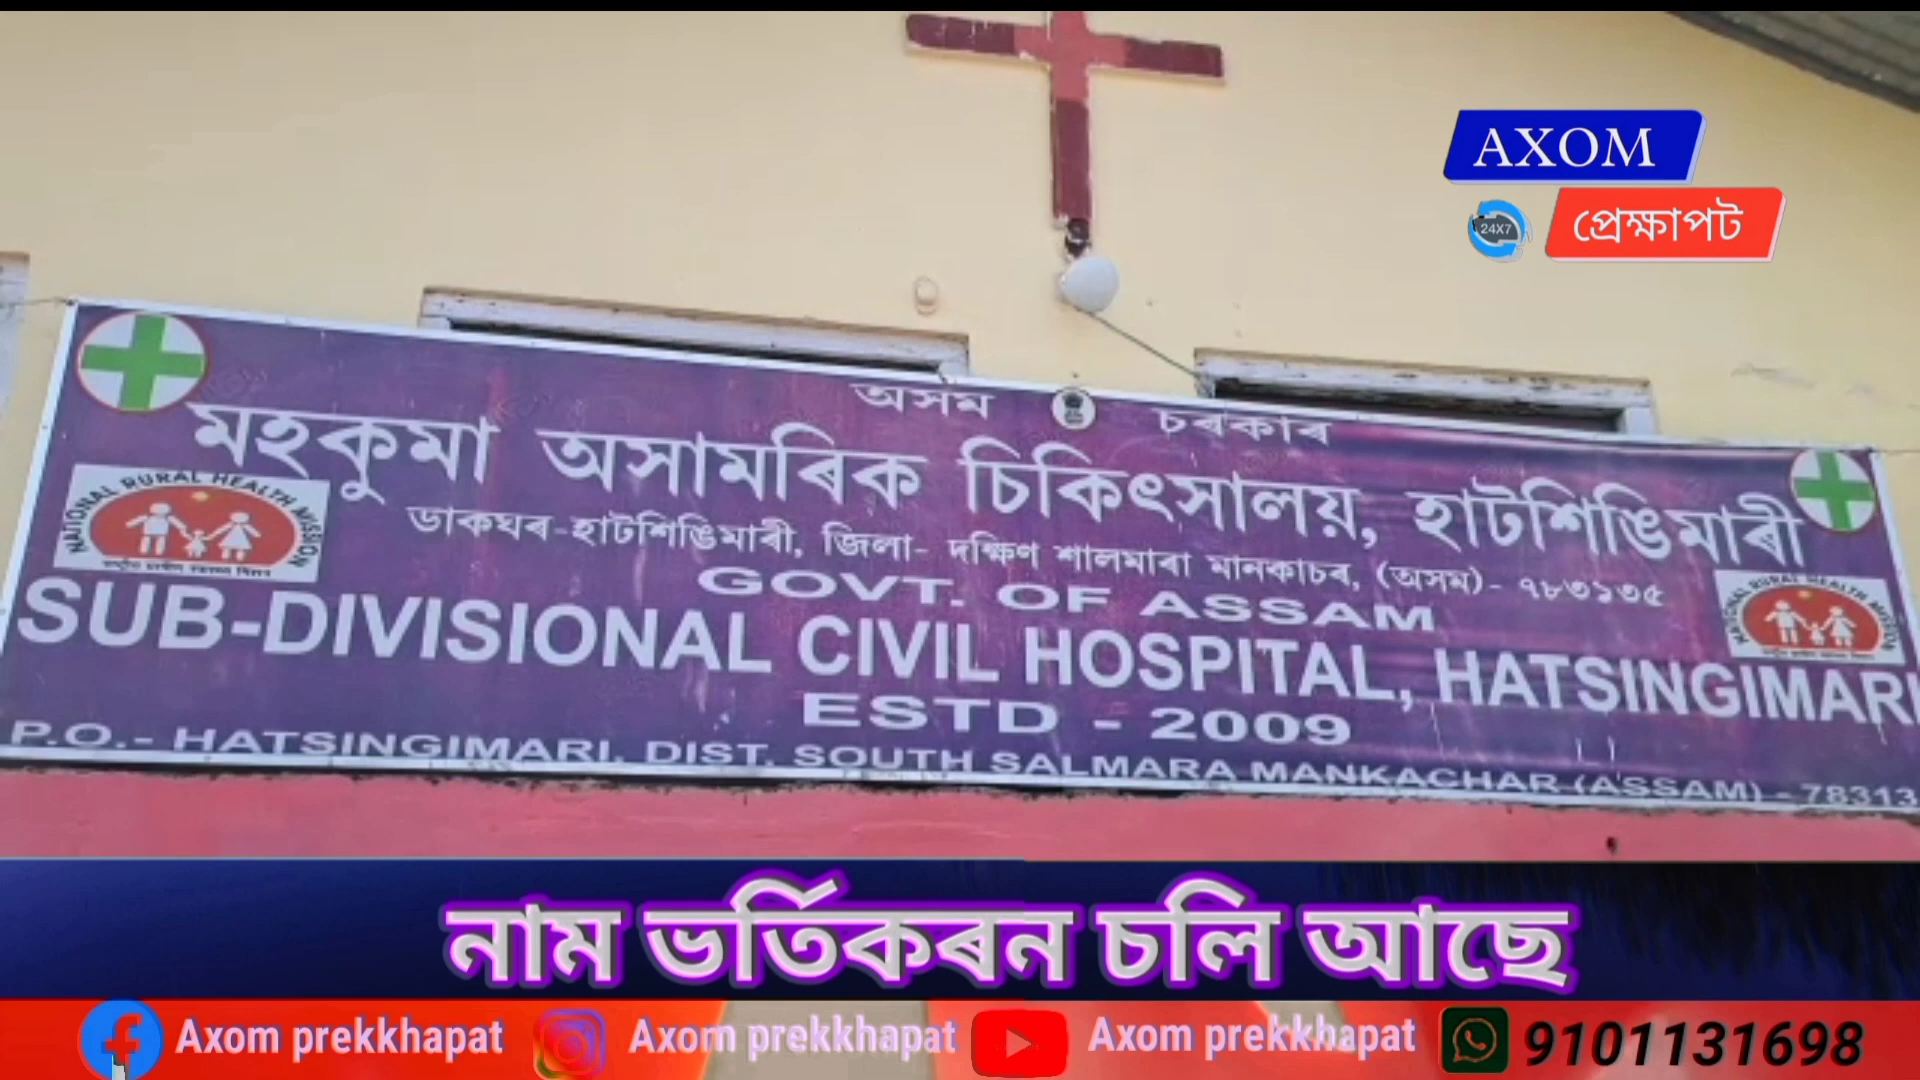 AXOM
24X7
প্ৰেক্ষাপট
অসম চৰকাৰ
মহকুমা অসামৰিক চিকিৎসালয়, হাটশিঙিমাৰী
ডাকঘৰ-হাটশিঙিমাৰী, জিলা- দক্ষিণ শালমাৰা মানকাচৰ, (অসম)- ৭৮৩১৩৫
NATIONAL RURAL HEALTH MISSION
GOVT. OF ASSAM
NATIONAL RURAL HEALTH MISSION
SUB-DIVISIONAL CIVIL HOSPITAL, HATSINGIMARI
ESTD - 2009
P.O.- HATSINGIMARI, DIST. SOUTH SALMARA MANKACHAR (ASSAM) - 78313
নাম ভৰ্তিকৰন চলি আছে
Axom prekkhapat Axom prekkhapat Axom prekkhapat 9101131698